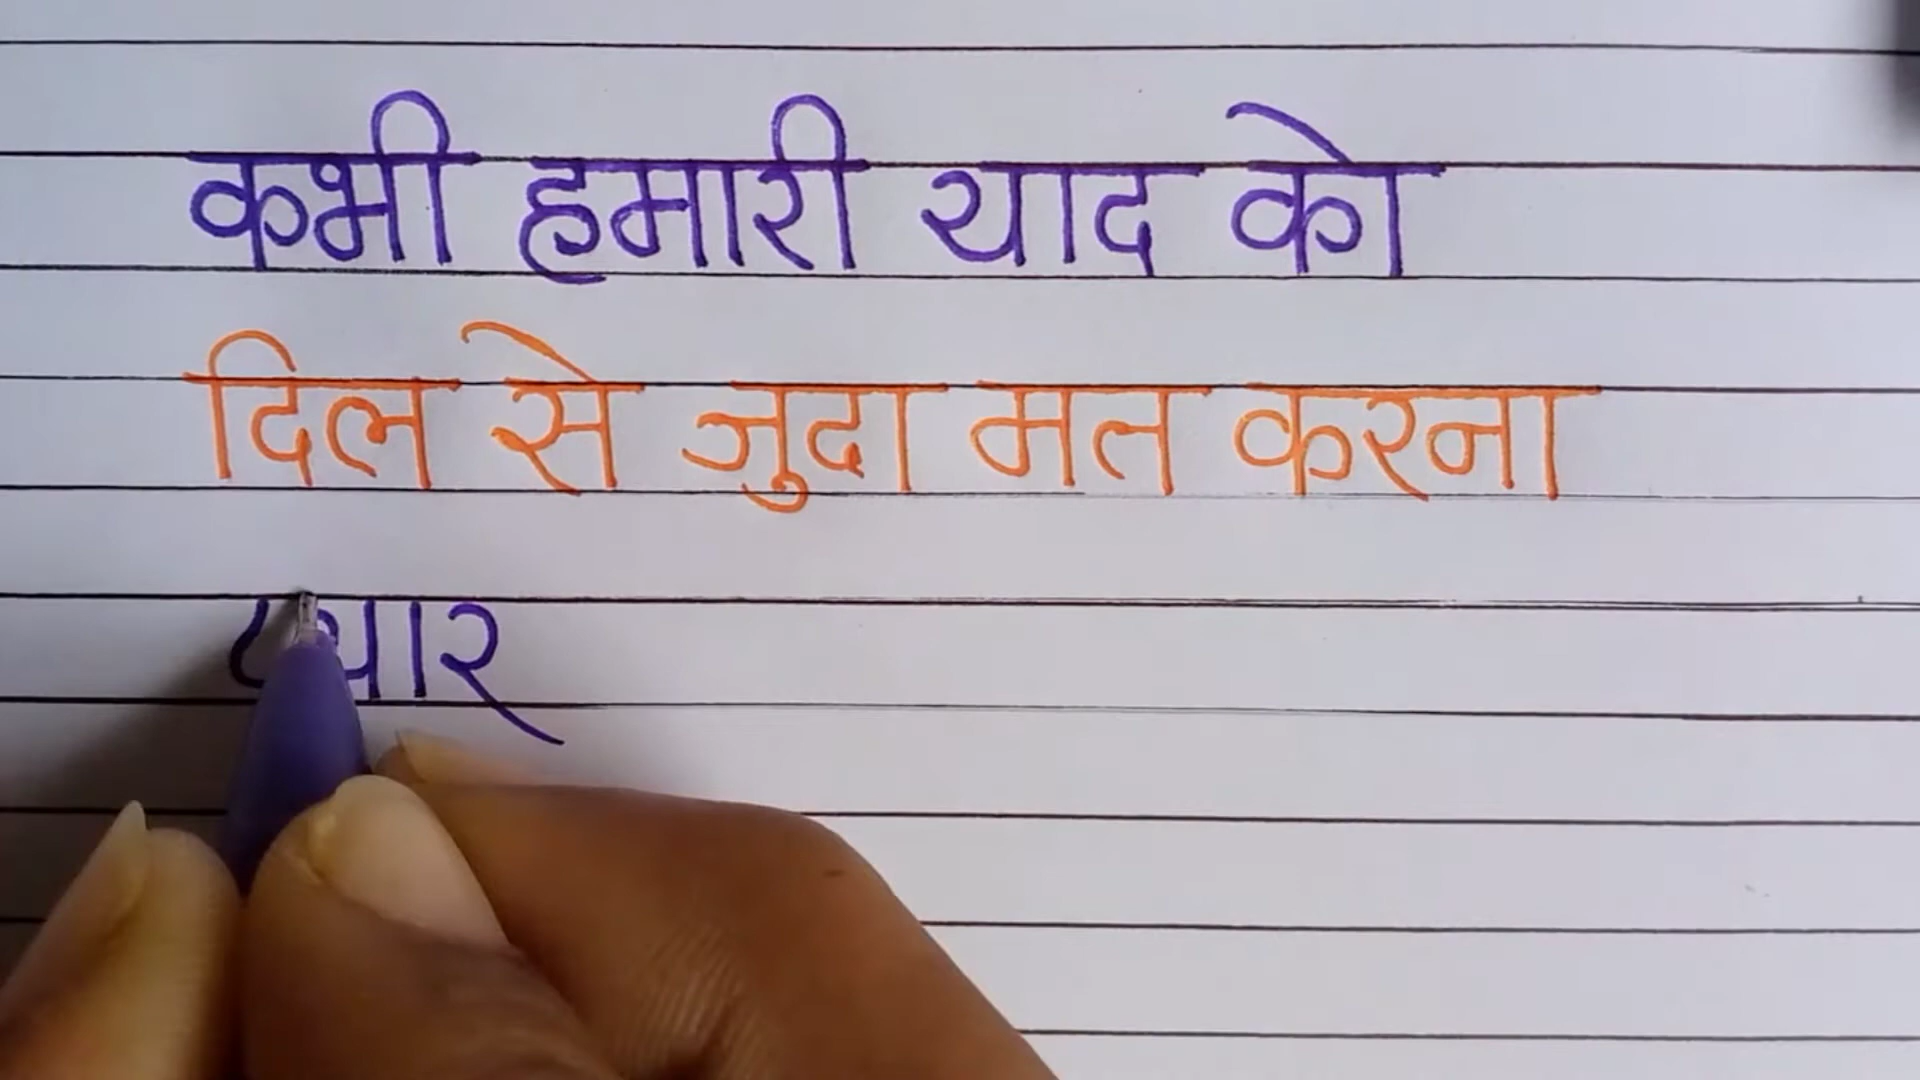 कभी हमारी याद को
दिल से जुदा मत करना
प्यार